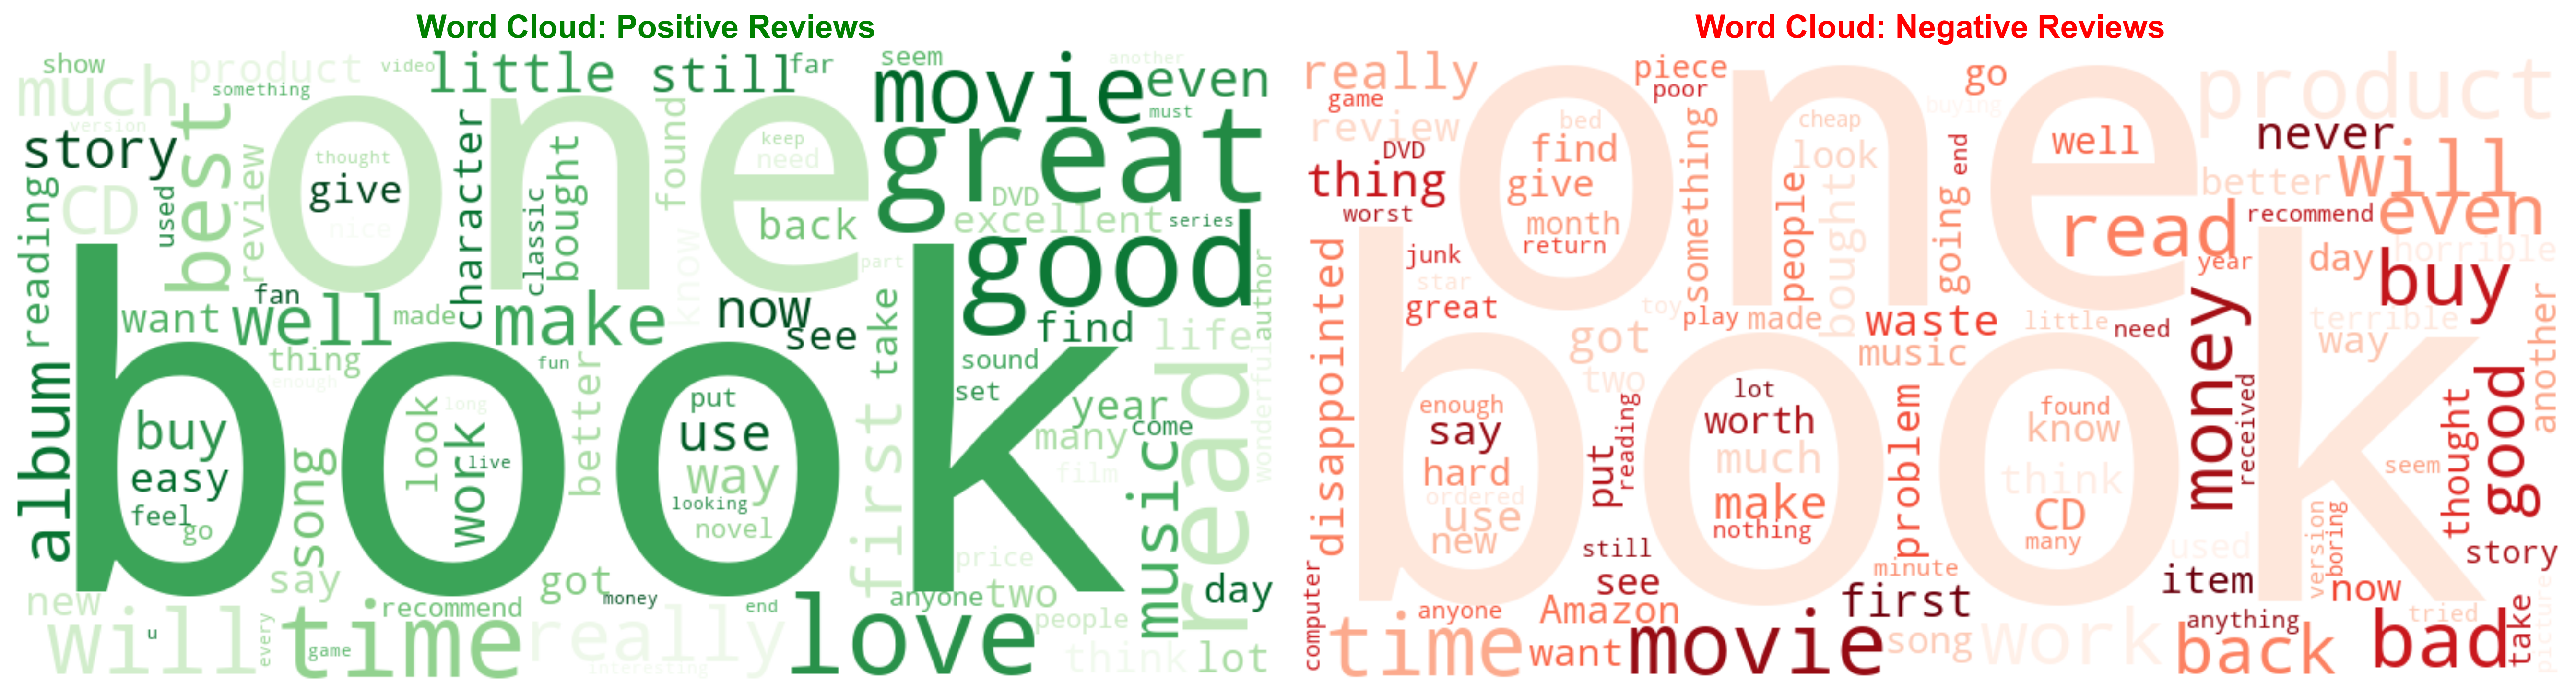 Word Cloud: Positive Reviews
show
much
product
something
video
little
still
far
seem
movie
another
even
must
version
story
best
one
thought
give
nice
keep
need
great
CD
used
review
reading
character
classic
bought
found
know
back
DVD
excellent
series
good
part
fan
want
well
made
make
now
see
take
find
life
author
wonderful
book
thing
enough
fun
better
sound
set
album
buy
easy
feel
go
song
look
long
work
live
put
use
way
looking
novel
first
year
many
come
film
music
read
price
new
say
got
money
recommend
will
u
every
time
game
end
really
interesting
love
anyone
two
people
day
think
lot
Word Cloud: Negative Reviews
really
game
review
DVD
thing
worst
one
piece
poor
bed
find
give
month
return
something
cheap
look
people
bought
go
buying
end
going
well
read
product
never
will
better
recommend
even
horrible
year
day
buy
disappointed
junk
star
great
toy
play
made
waste
music
little
need
terrible
way
another
got
two
book
enough
say
hard
ordered
use
new
put
reading
lot
worth
much
make
nothing
problem
found
know
think
CD
many
money
received
seem
thought
good
still
see
minute
first
used
item
version
boring
now
story
computer
anyone
time
Amazon
want
movie
song
work
anything
back
tried
bad
take
picture